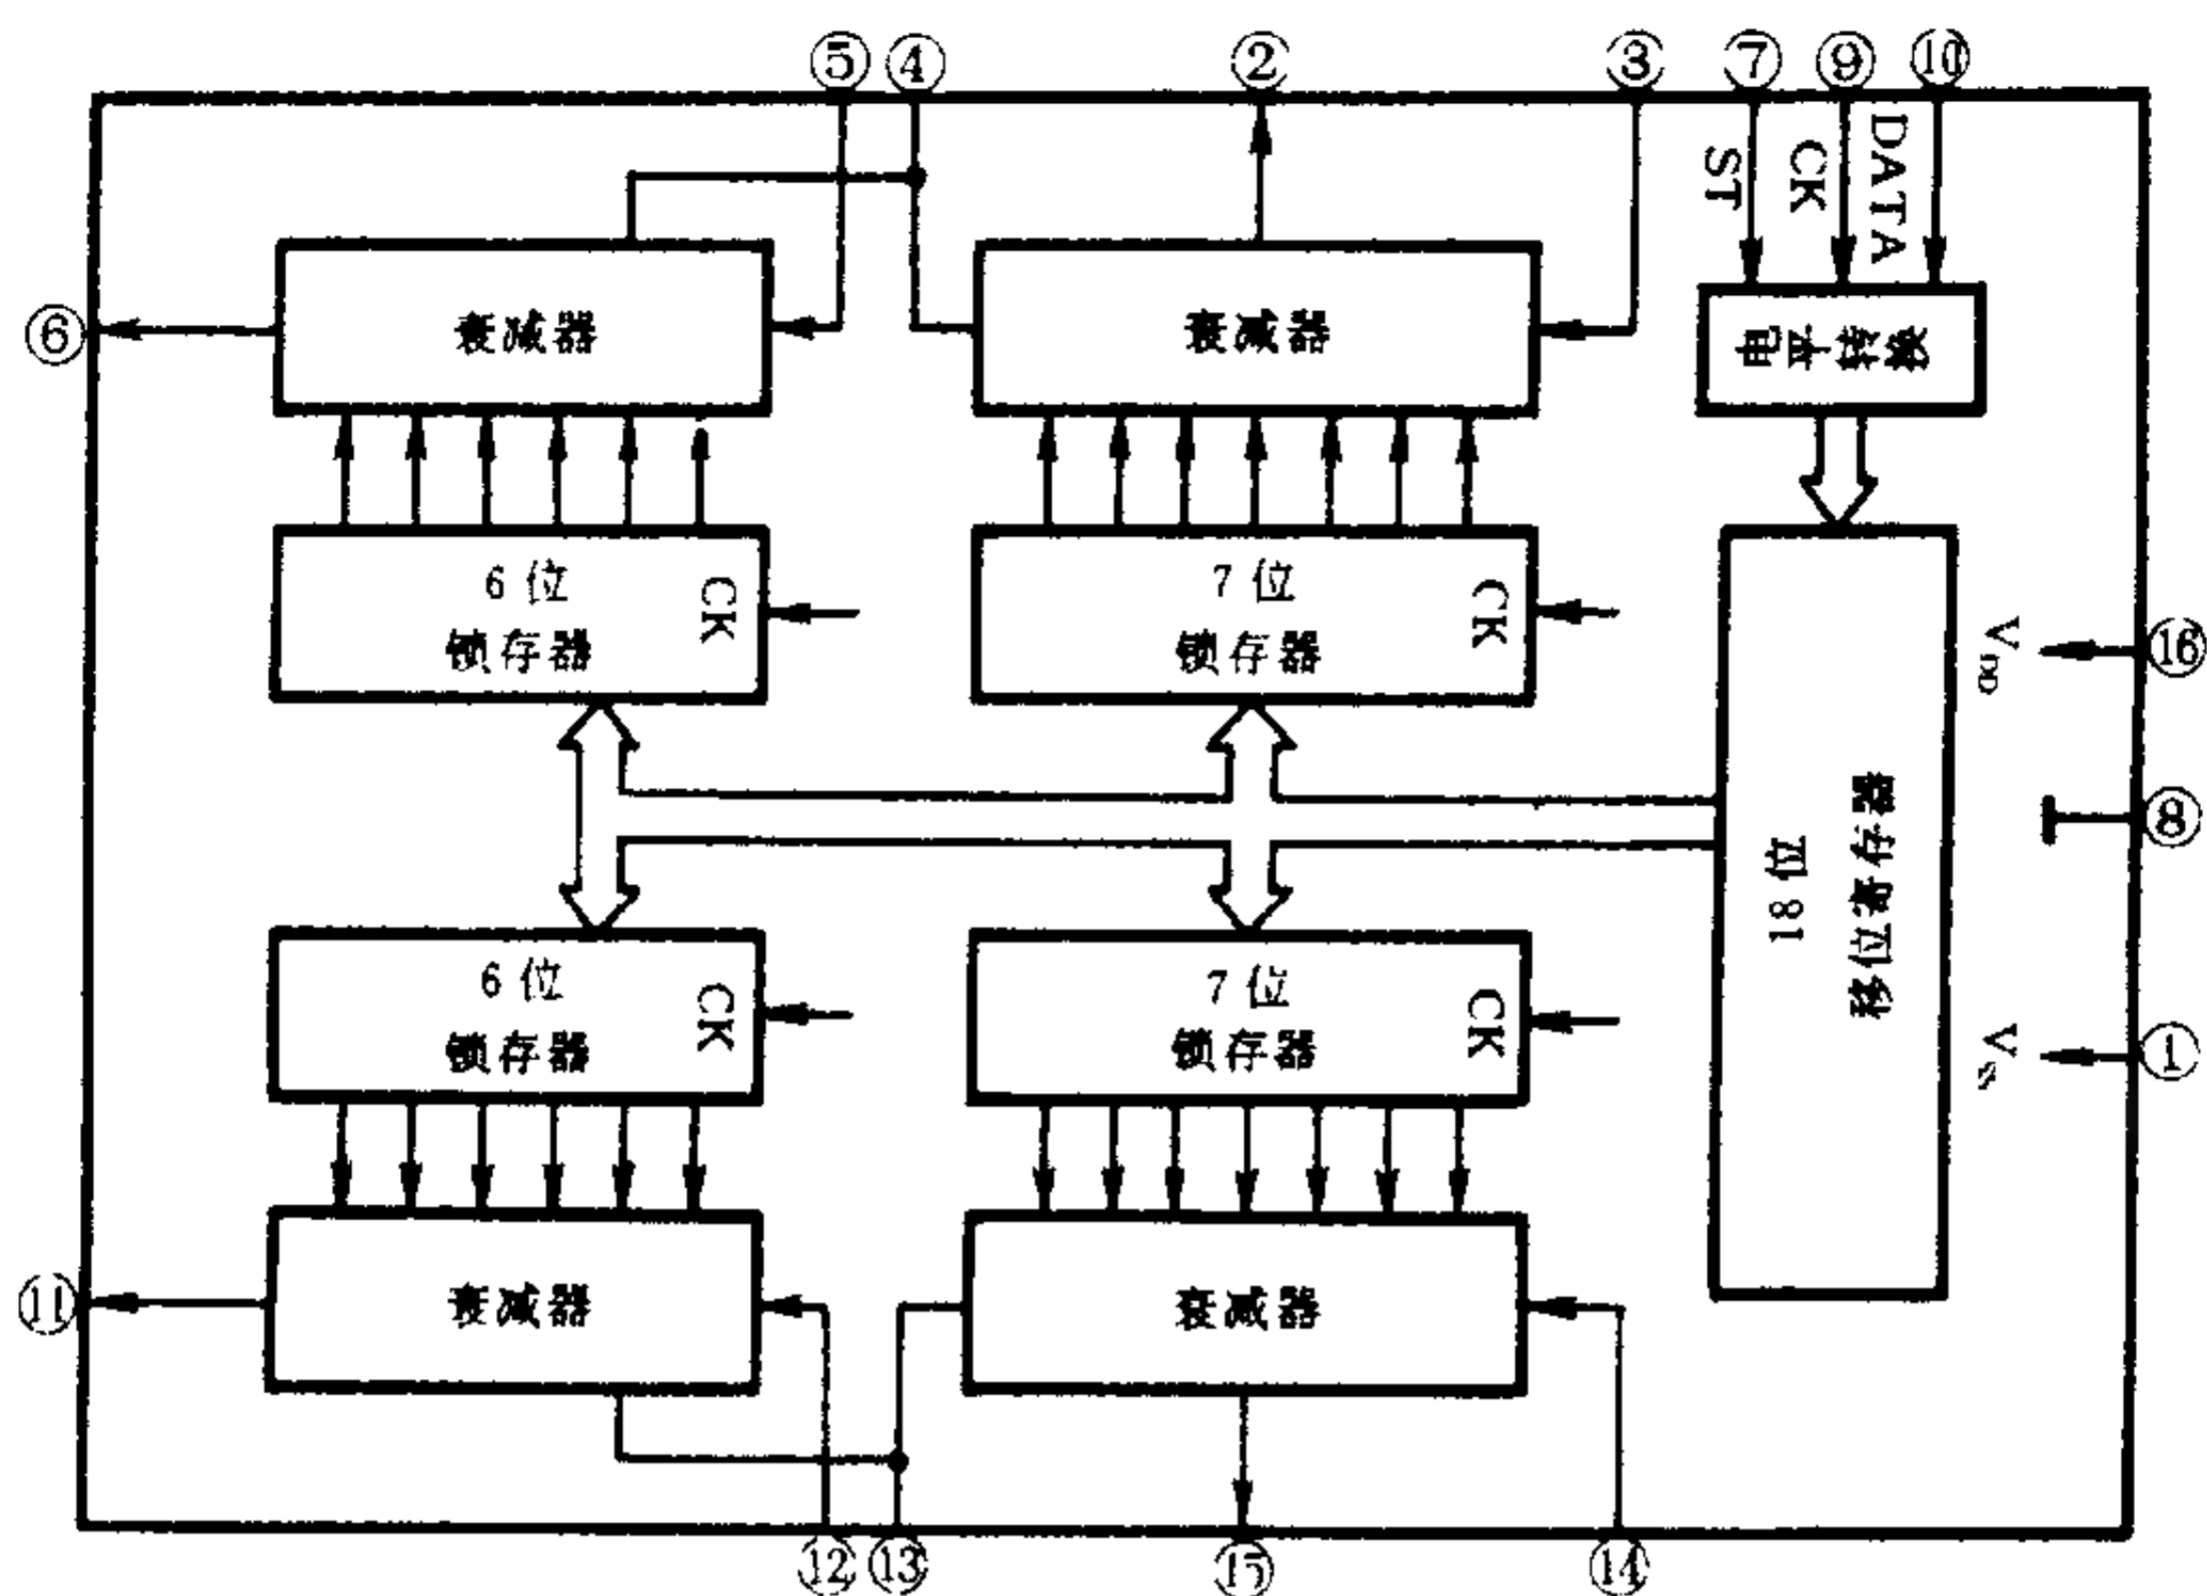 ⑤ ④ ② ③ ⑦ ⑨ ⑩
ST
CK
DATA
⑥
衰减器
衰减器
电平转换
6 位
锁存器
CK
7 位
锁存器
CK
18 位
移位寄存器
V_DD
⑯
⑧
V_S
①
6 位
锁存器
CK
7 位
锁存器
CK
⑪
衰减器
衰减器
⑫ ⑬ ⑮ ⑭